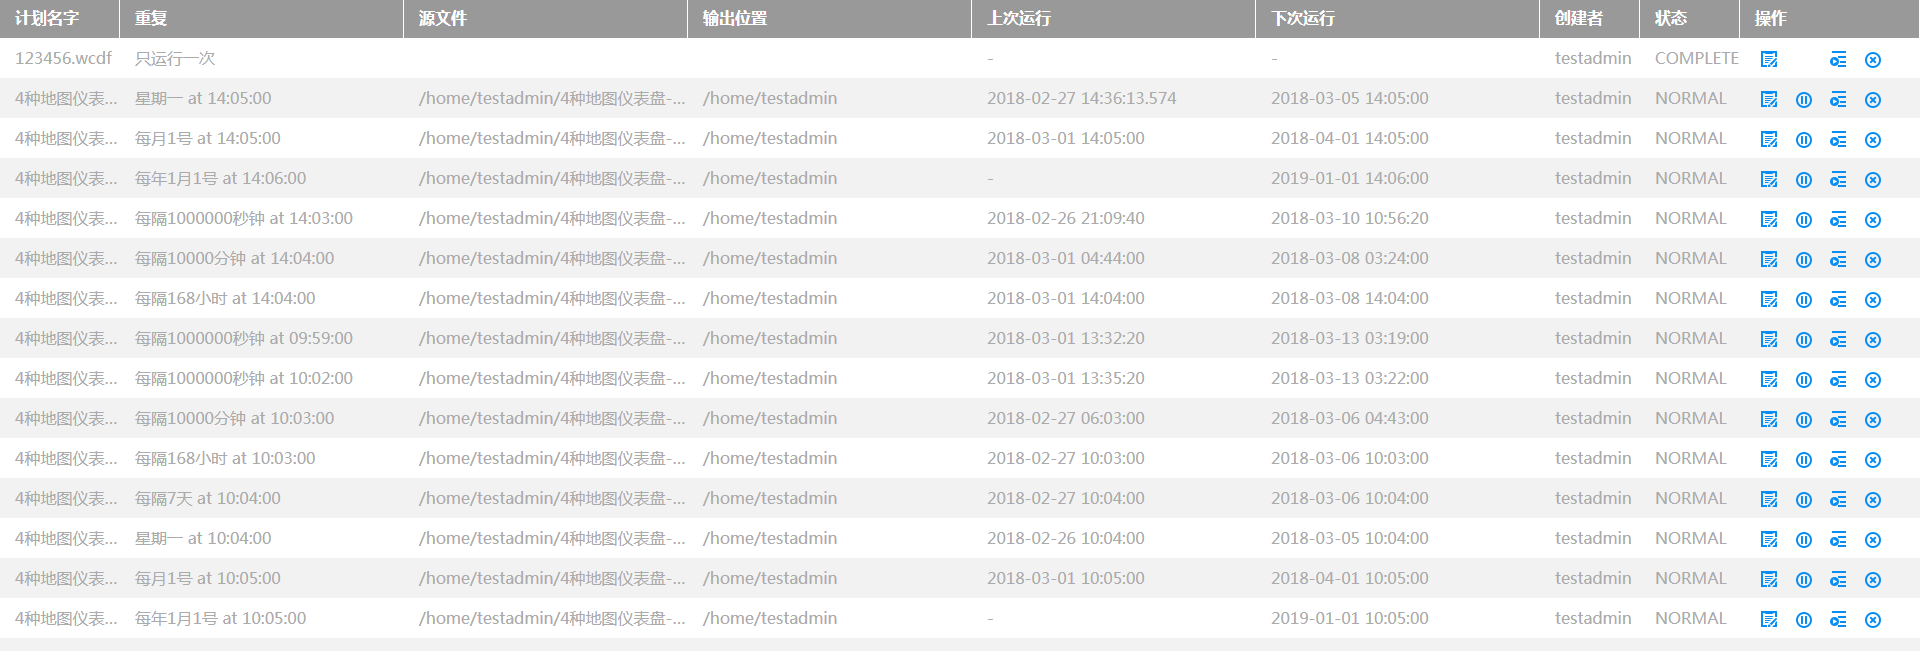 计划名字 重复 源文件 输出位置 上次运行 下次运行 创建者 状态 操作
123456.wcdf 只运行一次 - - testadmin COMPLETE
4种地图仪表... 星期一 at 14:05:00 /home/testadmin/4种地图仪表盘-... /home/testadmin 2018-02-27 14:36:13.574 2018-03-05 14:05:00 testadmin NORMAL
4种地图仪表... 每月1号 at 14:05:00 /home/testadmin/4种地图仪表盘-... /home/testadmin 2018-03-01 14:05:00 2018-04-01 14:05:00 testadmin NORMAL
4种地图仪表... 每年1月1号 at 14:06:00 /home/testadmin/4种地图仪表盘-... /home/testadmin - 2019-01-01 14:06:00 testadmin NORMAL
4种地图仪表... 每隔1000000秒钟 at 14:03:00 /home/testadmin/4种地图仪表盘-... /home/testadmin 2018-02-26 21:09:40 2018-03-10 10:56:20 testadmin NORMAL
4种地图仪表... 每隔10000分钟 at 14:04:00 /home/testadmin/4种地图仪表盘-... /home/testadmin 2018-03-01 04:44:00 2018-03-08 03:24:00 testadmin NORMAL
4种地图仪表... 每隔168小时 at 14:04:00 /home/testadmin/4种地图仪表盘-... /home/testadmin 2018-03-01 14:04:00 2018-03-08 14:04:00 testadmin NORMAL
4种地图仪表... 每隔1000000秒钟 at 09:59:00 /home/testadmin/4种地图仪表盘-... /home/testadmin 2018-03-01 13:32:20 2018-03-13 03:19:00 testadmin NORMAL
4种地图仪表... 每隔1000000秒钟 at 10:02:00 /home/testadmin/4种地图仪表盘-... /home/testadmin 2018-03-01 13:35:20 2018-03-13 03:22:00 testadmin NORMAL
4种地图仪表... 每隔10000分钟 at 10:03:00 /home/testadmin/4种地图仪表盘-... /home/testadmin 2018-02-27 06:03:00 2018-03-06 04:43:00 testadmin NORMAL
4种地图仪表... 每隔168小时 at 10:03:00 /home/testadmin/4种地图仪表盘-... /home/testadmin 2018-02-27 10:03:00 2018-03-06 10:03:00 testadmin NORMAL
4种地图仪表... 每隔7天 at 10:04:00 /home/testadmin/4种地图仪表盘-... /home/testadmin 2018-02-27 10:04:00 2018-03-06 10:04:00 testadmin NORMAL
4种地图仪表... 星期一 at 10:04:00 /home/testadmin/4种地图仪表盘-... /home/testadmin 2018-02-26 10:04:00 2018-03-05 10:04:00 testadmin NORMAL
4种地图仪表... 每月1号 at 10:05:00 /home/testadmin/4种地图仪表盘-... /home/testadmin 2018-03-01 10:05:00 2018-04-01 10:05:00 testadmin NORMAL
4种地图仪表... 每年1月1号 at 10:05:00 /home/testadmin/4种地图仪表盘-... /home/testadmin - 2019-01-01 10:05:00 testadmin NORMAL